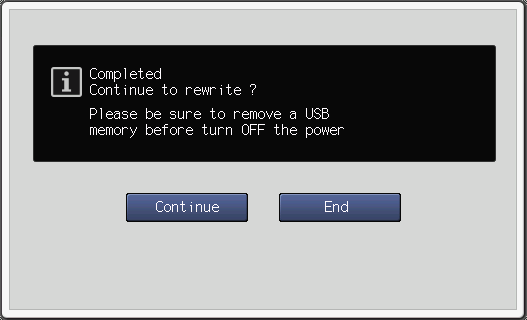 Completed
Continue to rewrite ?
Please be sure to remove a USB
memory before turn OFF the power
Continue
End